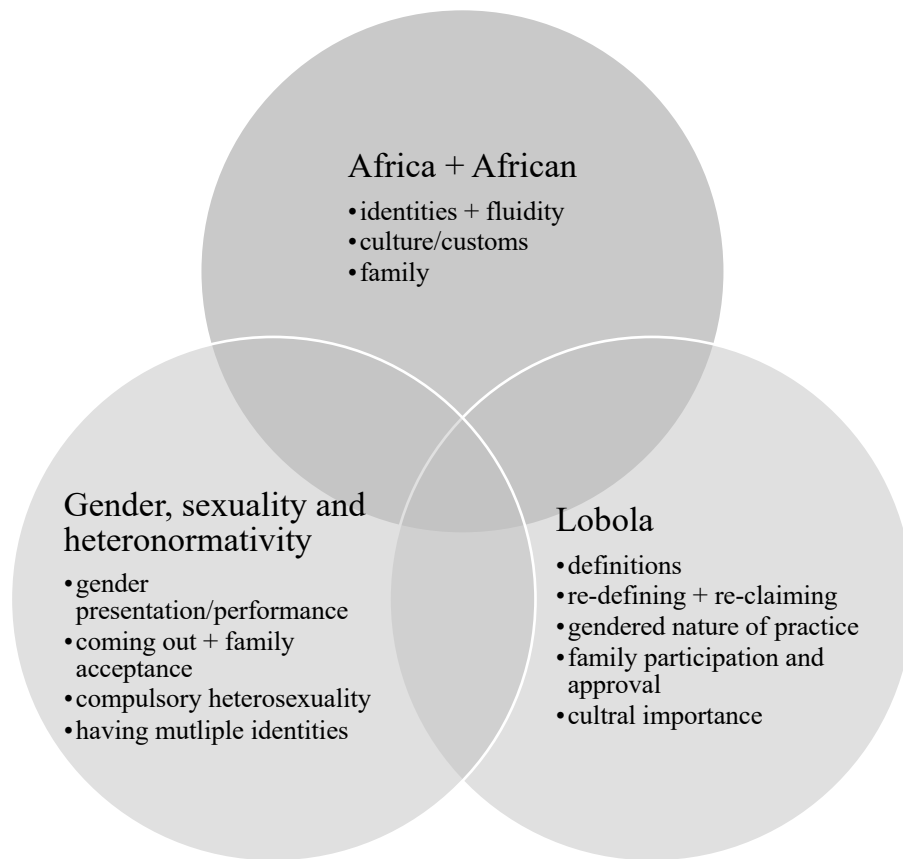 Africa + African
•identities + fluidity
•culture/customs
•family
Gender, sexuality and
heteronormativity
•gender
presentation/performance
•coming out + family
acceptance
•compulsory heterosexuality
•having mutliple identities
Lobola
•definitions
•re-defining + re-claiming
•gendered nature of practice
•family participation and
approval
•cultral importance